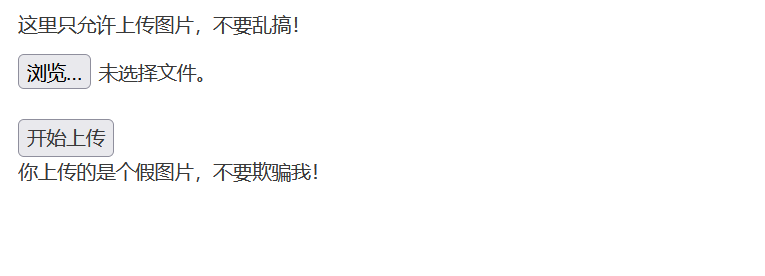 这里只允许上传图片，不要乱搞！
浏览... 未选择文件。
开始上传
你上传的是个假图片，不要欺骗我！